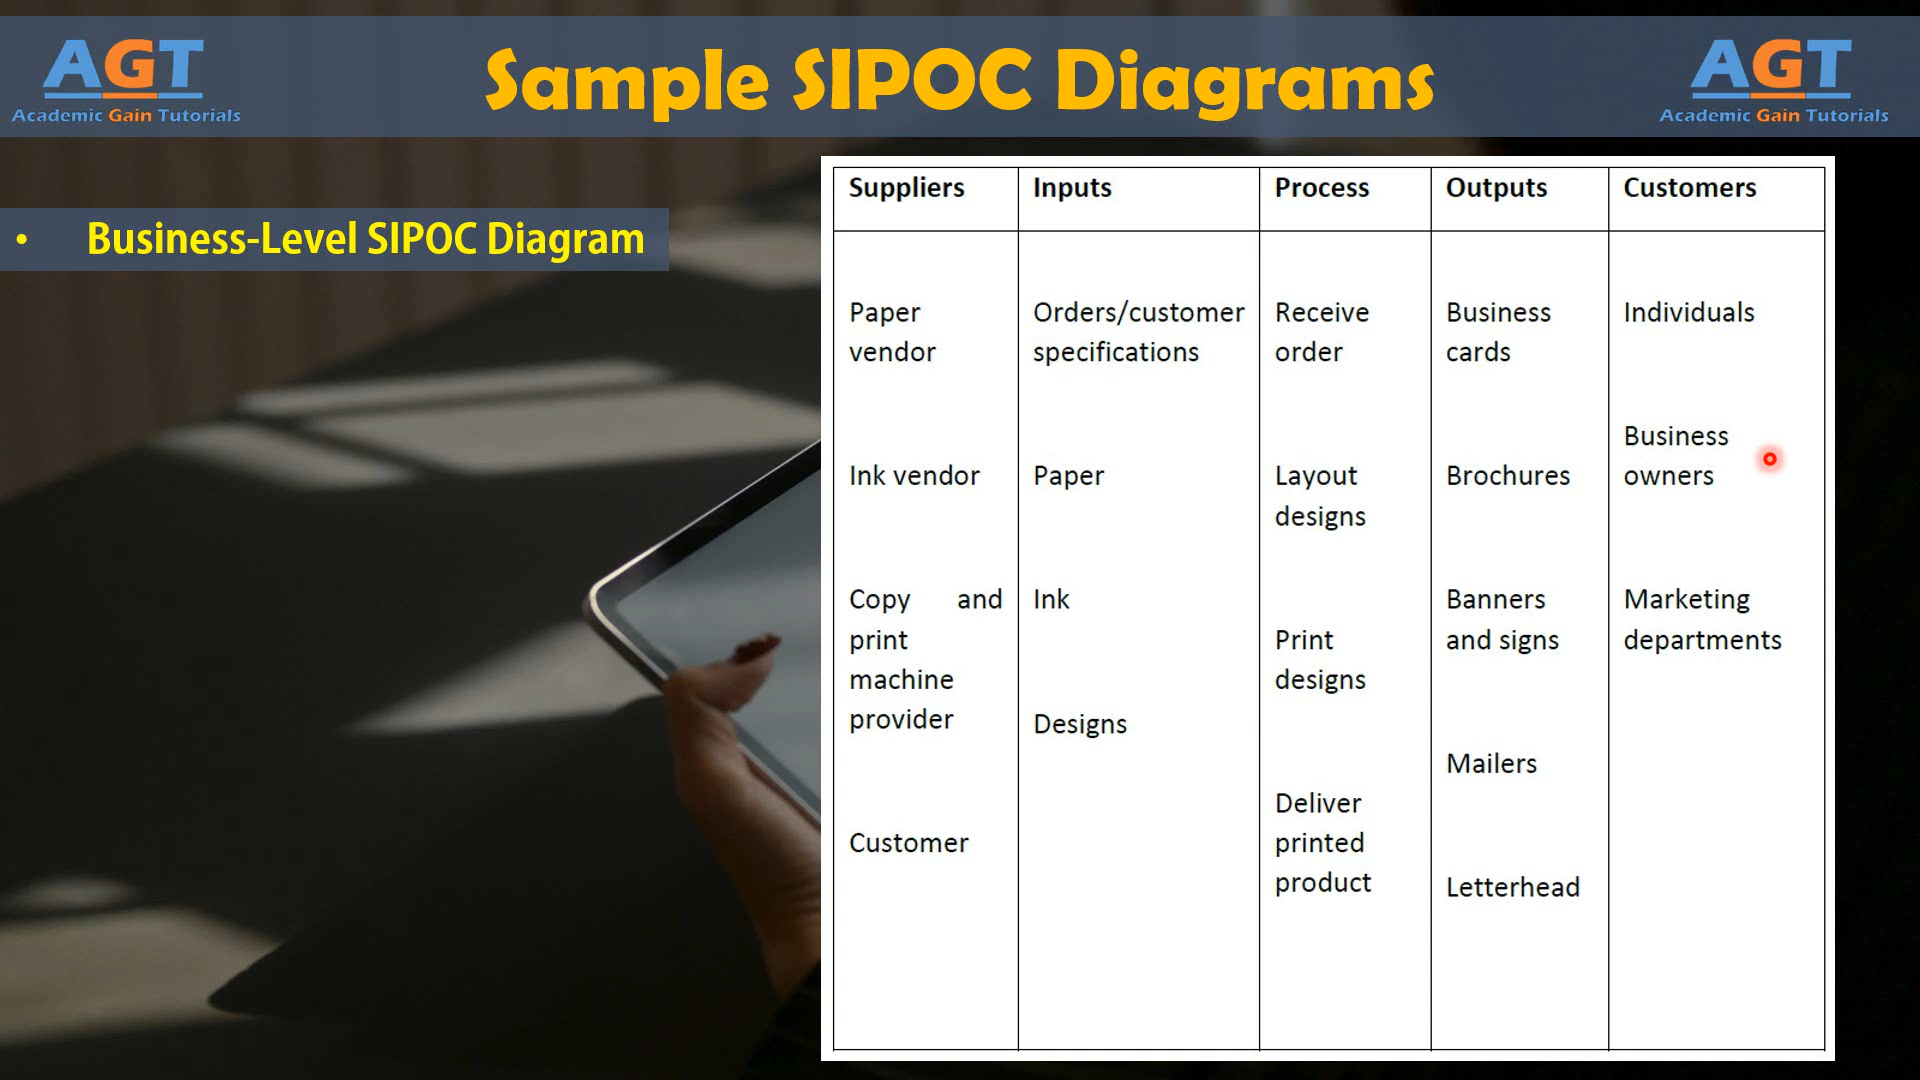 AGT
Academic Gain Tutorials
Sample SIPOC Diagrams
AGT
Academic Gain Tutorials
• Business-Level SIPOC Diagram
Suppliers
Inputs
Process
Outputs
Customers
Paper
vendor
Ink vendor
Copy and
print
machine
provider
Customer
Orders/customer
specifications
Paper
Ink
Designs
Receive
order
Layout
designs
Print
designs
Deliver
printed
product
Business
cards
Brochures
Banners
and signs
Mailers
Letterhead
Individuals
Business
owners
Marketing
departments